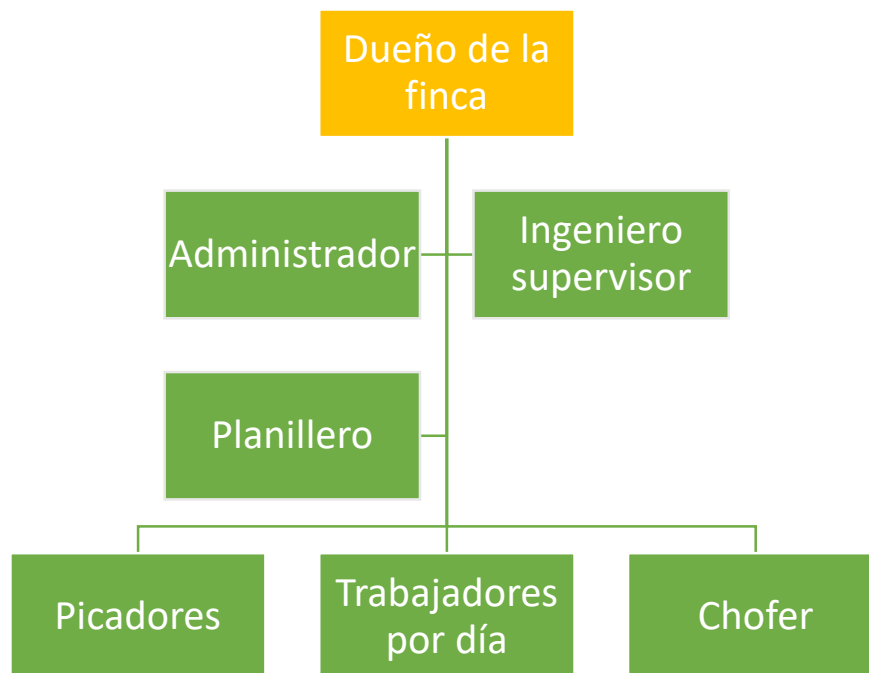 Dueño de la
finca
Administrador
Ingeniero
supervisor
Planillero
Picadores
Trabajadores
por día
Chofer